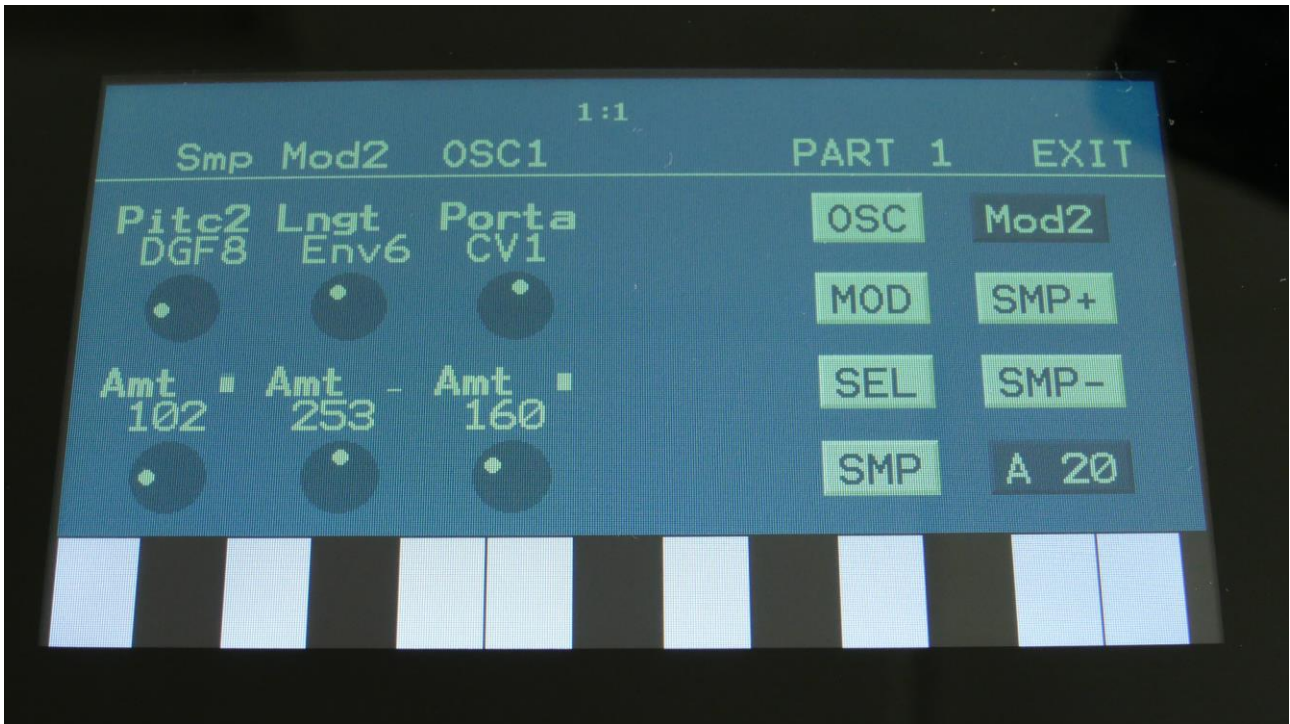 1:1
Smp Mod2 OSC1 PART 1 EXIT
Pitc2 Lngt Porta OSC Mod2
DGF8 Env6 CV1
MOD SMP+
Amt Amt - Amt SEL SMP-
102 253 160
SMP A 20